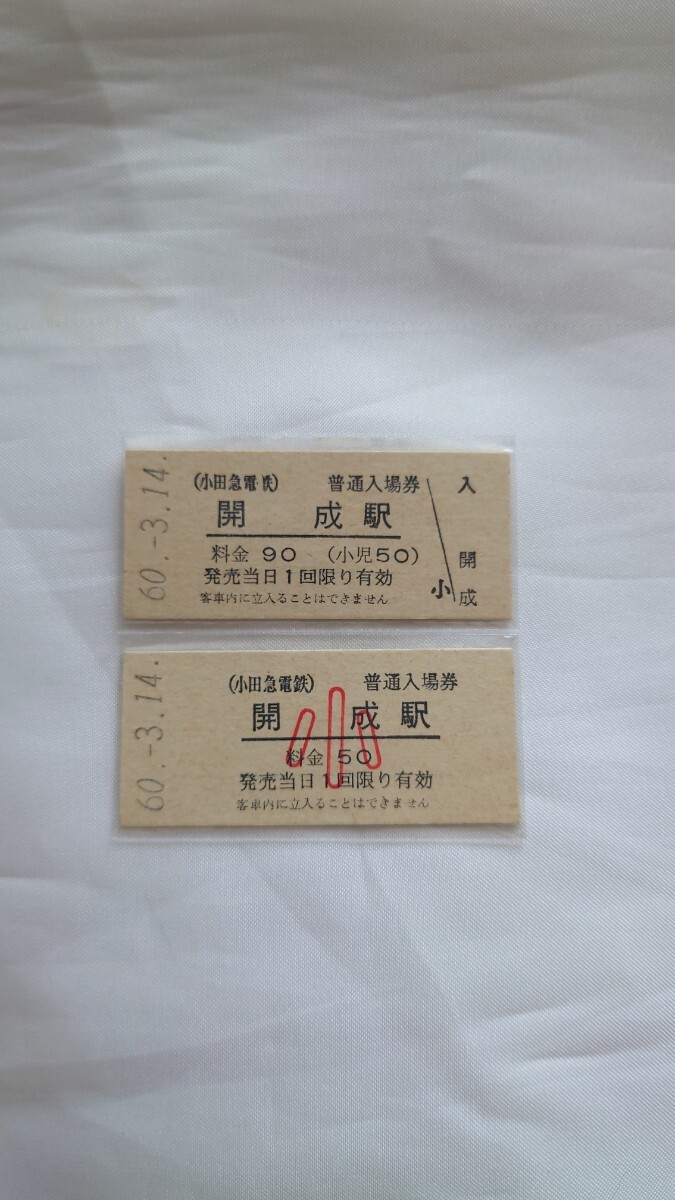 60.-3.14.
(小田急電鉄) 普通入場券
開成駅
料金 90 (小児50)
発売当日1回限り有効
客車内に立入ることはできません
小
入
開
成
60.-3.14.
(小田急電鉄) 普通入場券
開成駅
小
料金 50
発売当日1回限り有効
客車内に立入ることはできません